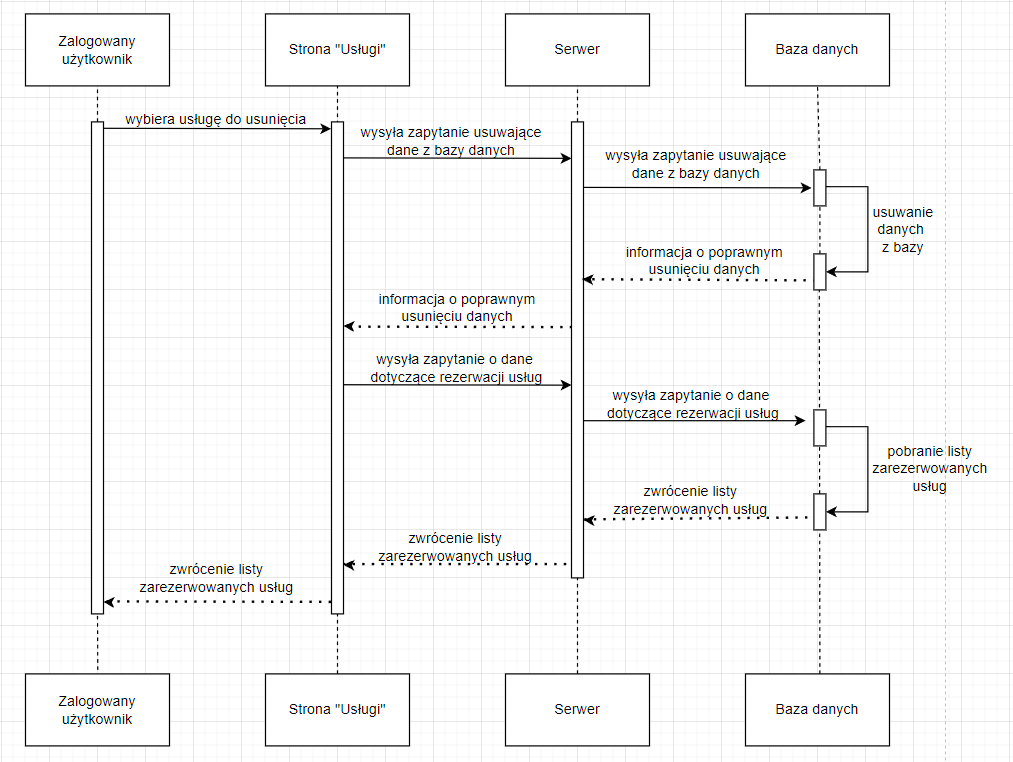 Zalogowany
użytkownik
Strona "Usługi"
Serwer
Baza danych
wybiera usługę do usunięcia
wysyła zapytanie usuwające
dane z bazy danych
wysyła zapytanie usuwające
dane z bazy danych
usuwanie
danych
z bazy
informacja o poprawnym
usunięciu danych
informacja o poprawnym
usunięciu danych
wysyła zapytanie o dane
dotyczące rezerwacji usług
wysyła zapytanie o dane
dotyczące rezerwacji usług
pobranie listy
zarezerwowanych
usług
zwrócenie listy
zarezerwowanych usług
zwrócenie listy
zarezerwowanych usług
zwrócenie listy
zarezerwowanych usług
Zalogowany
użytkownik
Strona "Usługi"
Serwer
Baza danych